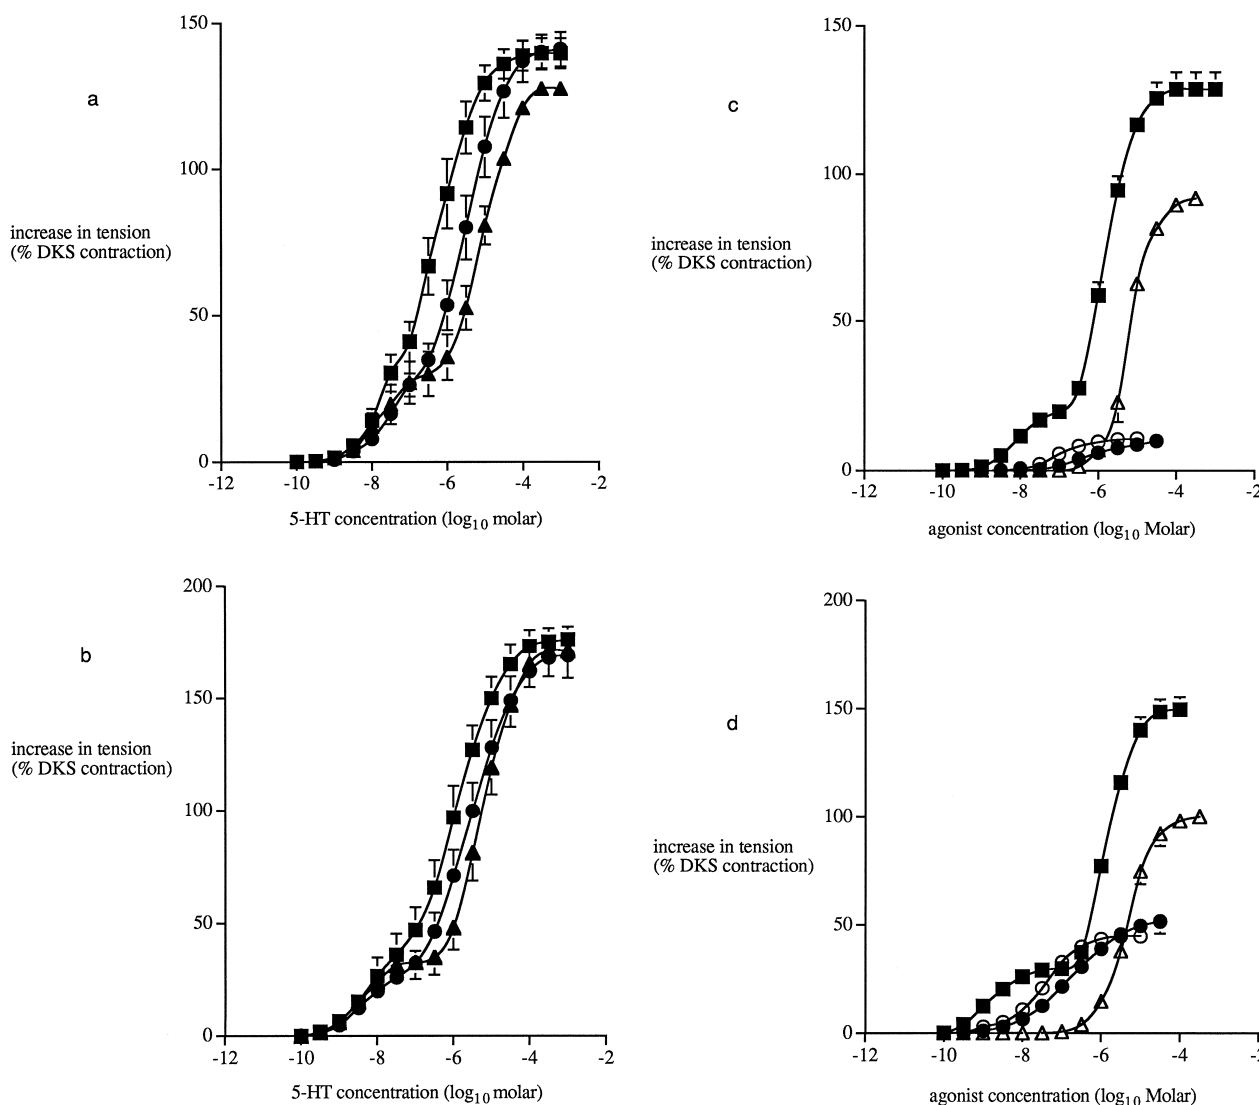 150
a
100
increase in tension
(% DKS contraction)
50
0
-12
-10
-8
-6
-4
-2
5-HT concentration (log10 molar)
150
c
100
increase in tension
(% DKS contraction)
50
0
-12
-10
-8
-6
-4
-2
agonist concentration (log10 Molar)
200
b
150
increase in tension
(% DKS contraction)
100
50
0
-12
-10
-8
-6
-4
-2
5-HT concentration (log10 molar)
200
150
d
100
increase in tension
(% DKS contraction)
50
0
-12
-10
-8
-6
-4
-2
agonist concentration (log10 Molar)